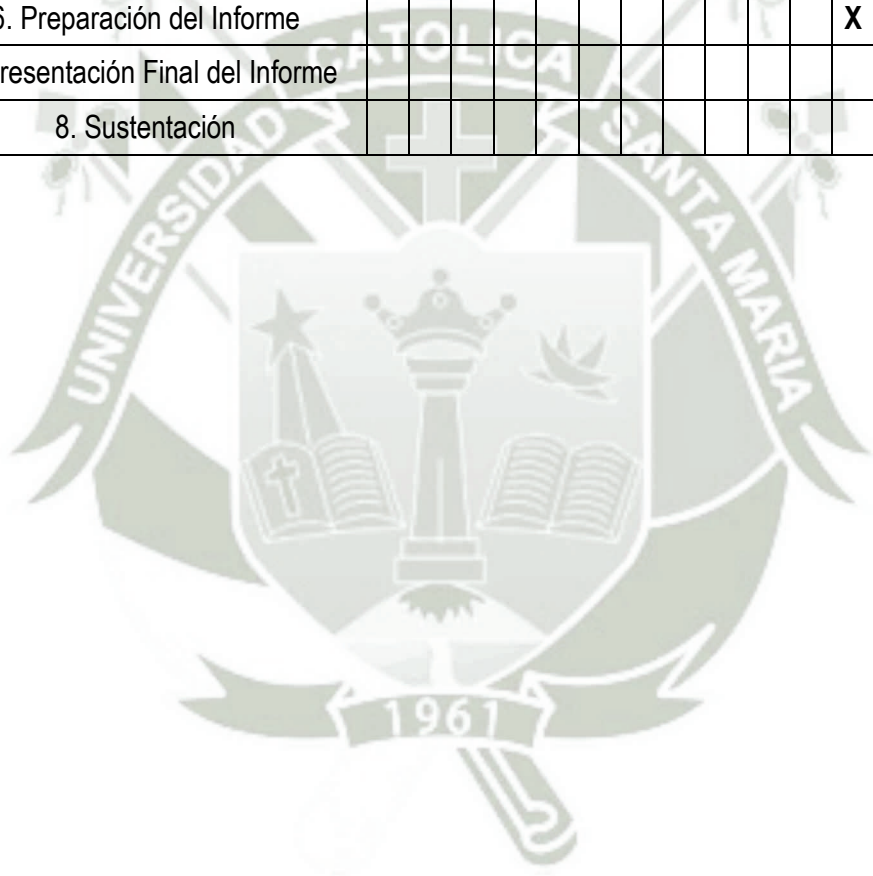 6. Preparación del Informe X
resentación Final del Informe
8. Sustentación
UNIVERSIDAD CATOLICA SANTA MARIA
1961